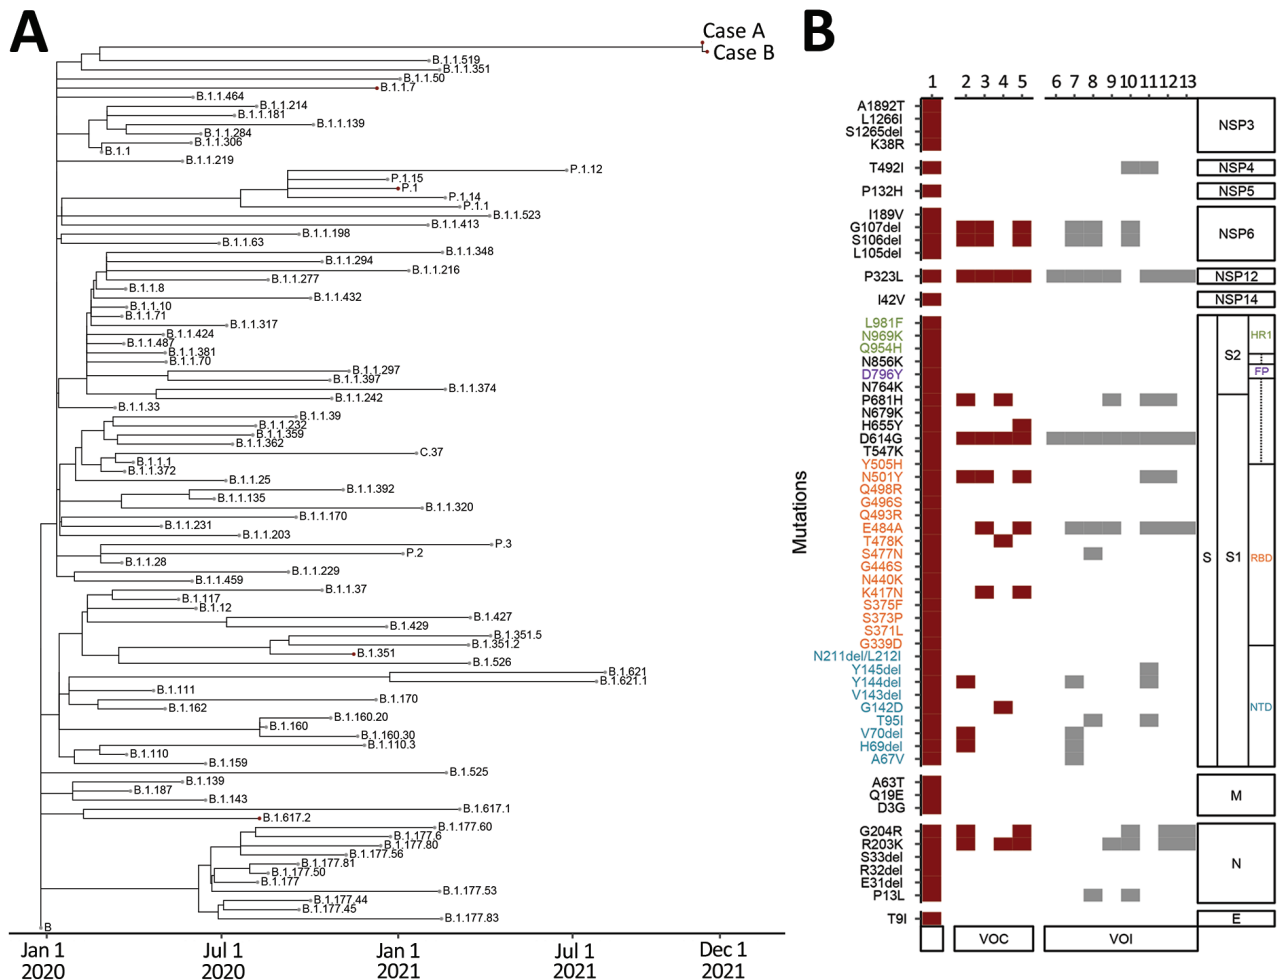 A
Case A
Case B
B.1.1.519
B.1.1.351
B.1.1.50
B.1.1.7
B.1.1.464
B.1.1.214
B.1.1.181
B.1.1.139
B.1.1.284
B.1.1.306
B.1.1
B.1.1.219
P.1.12
P.1.15
P.1
P.1.14
P.1.1
B.1.1.523
B.1.1.413
B.1.1.198
B.1.1.63
B.1.1.348
B.1.1.294
B.1.1.216
B.1.1.277
B.1.1.8
B.1.1.432
B.1.1.10
B.1.1.71
B.1.1.317
B.1.1.424
B.1.1.487
B.1.1.381
B.1.1.70
B.1.1.297
B.1.1.397
B.1.1.374
B.1.1.242
B.1.1.33
B.1.1.39
B.1.1.232
B.1.1.359
B.1.1.362
C.37
B.1.1.1
B.1.1.372
B.1.1.25
B.1.1.392
B.1.1.135
B.1.1.320
B.1.1.170
B.1.1.231
B.1.1.203
P.3
P.2
B.1.1.28
B.1.1.229
B.1.1.459
B.1.1.37
B.1.117
B.1.12
B.1.427
B.1.429
B.1.351.5
B.1.351.2
B.1.351
B.1.526
B.1.621
B.1.621.1
B.1.111
B.1.170
B.1.162
B.1.160.20
B.1.160
B.1.160.30
B.1.110.3
B.1.110
B.1.159
B.1.525
B.1.139
B.1.187
B.1.143
B.1.617.1
B.1.617.2
B.1.177.60
B.1.177.6
B.1.177.80
B.1.177.56
B.1.177.81
B.1.177.50
B.1.177
B.1.177.53
B.1.177.44
B.1.177.45
B.1.177.83
B
Jan 1 2020
Jul 1 2020
Jan 1 2021
Jul 1 2021
Dec 1 2021
B
1 2 3 4 5 6 7 8 9 10 11 12 13
Mutations
A1892T
L1266I
S1265del
K38R
NSP3
T492I
NSP4
P132H
NSP5
I189V
G107del
S106del
L105del
NSP6
P323L
NSP12
I42V
NSP14
L981F
N969K
Q954H
N856K
D796Y
N764K
P681H
N679K
H655Y
D614G
T547K
Y505H
N501Y
Q498R
G496S
Q493R
E484A
T478K
S477N
G446S
N440K
K417N
S375F
S373P
S371L
G339D
N211del/L212I
Y145del
Y144del
V143del
G142D
T95I
V70del
H69del
A67V
S
S2
S1
HR1
FP
RBD
NTD
A63T
Q19E
D3G
M
G204R
R203K
S33del
R32del
E31del
P13L
N
T9I
E
VOC
VOI